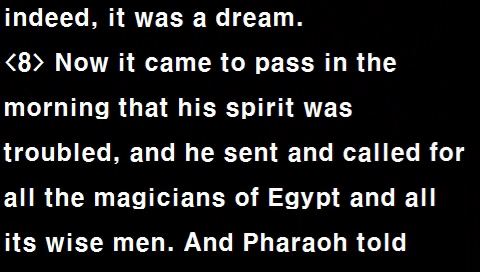 indeed, it was a dream.
<8> Now it came to pass in the
morning that his spirit was
troubled, and he sent and called for
all the magicians of Egypt and all
its wise men. And Pharaoh told